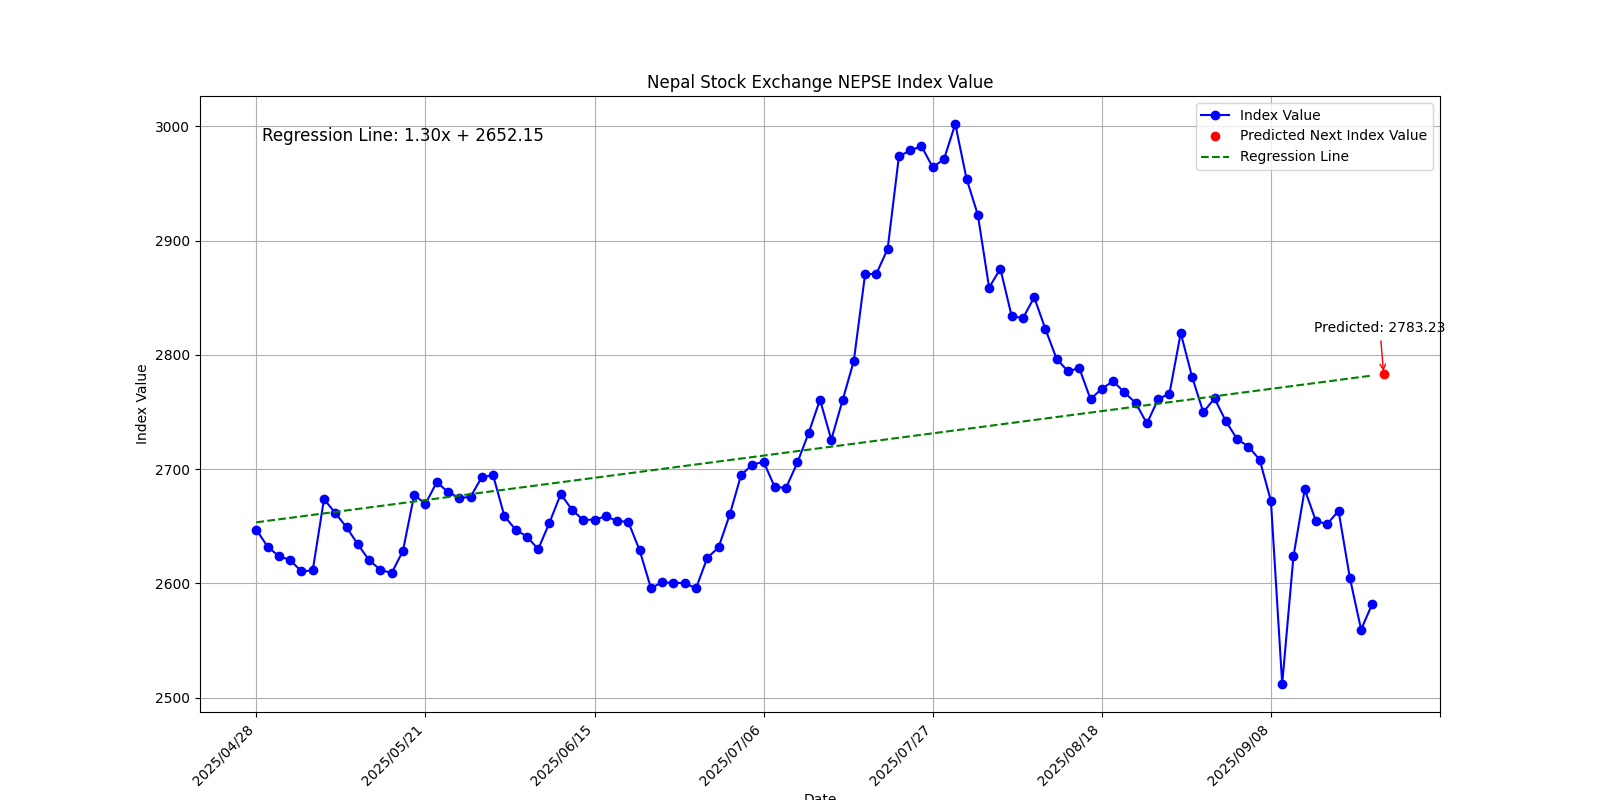 Nepal Stock Exchange NEPSE Index Value
Regression Line: 1.30x + 2652.15
Index Value
Predicted Next Index Value
Regression Line
Predicted: 2783.23
Index Value
3000
2900
2800
2700
2600
2500
2025/04/28
2025/05/21
2025/06/15
2025/07/06
2025/07/27
2025/08/18
2025/09/08
Date